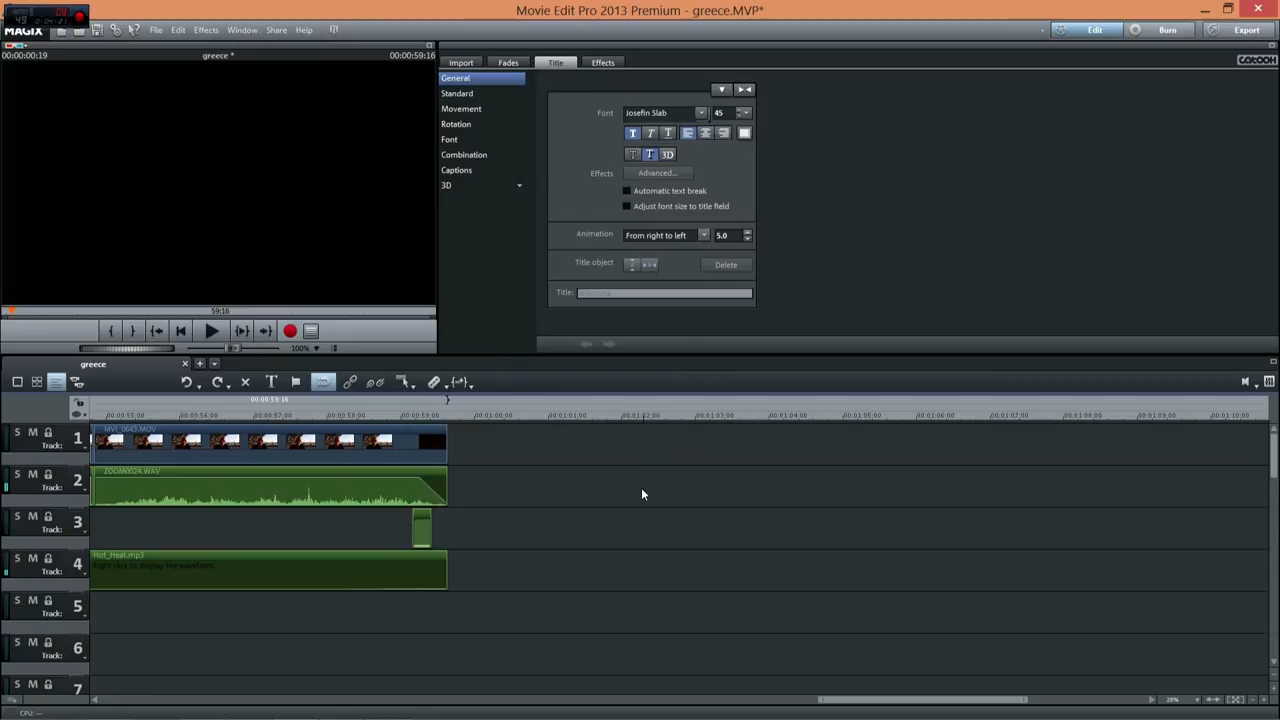 Movie Edit Pro 2013 Premium - greece.MVP*
MAGIX
File Edit Effects Window Share Help
Edit Burn Export
00:00:00:19 greece * 00:00:59:16
Import Fades Title Effects
CATOOH
General
Standard
Movement
Rotation
Font
Combination
Captions
3D
Font Josefin Slab 45
T T T
T T 3D
Effects Advanced...
Automatic text break
Adjust font size to title field
Animation From right to left 5.0
Title object Delete
Title:
59:16
100%
greece
00:00:59:16
00:00:55:00 00:00:56:00 00:00:57:00 00:00:58:00 00:00:59:00 00:01:00:00 00:01:01:00 00:01:02:00 00:01:03:00 00:01:04:00 00:01:05:00 00:01:06:00 00:01:07:00 00:01:08:00 00:01:09:00 00:01:10:00
S M Track: 1 MVI_0643.MOV
S M Track: 2 ZOOM0024.WAV
S M Track: 3
S M Track: 4 Hot_Heat.mp3
Right click to display the waveform
S M Track: 5
S M Track: 6
S M 7
28%
CPU: —